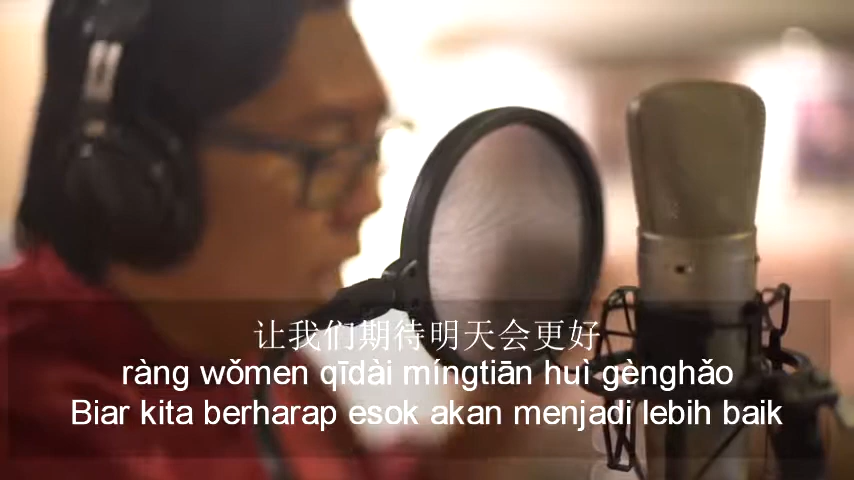 让我们期待明天会更好
ràng wǒmen qīdài míngtiān huì gènghǎo
Biar kita berharap esok akan menjadi lebih baik